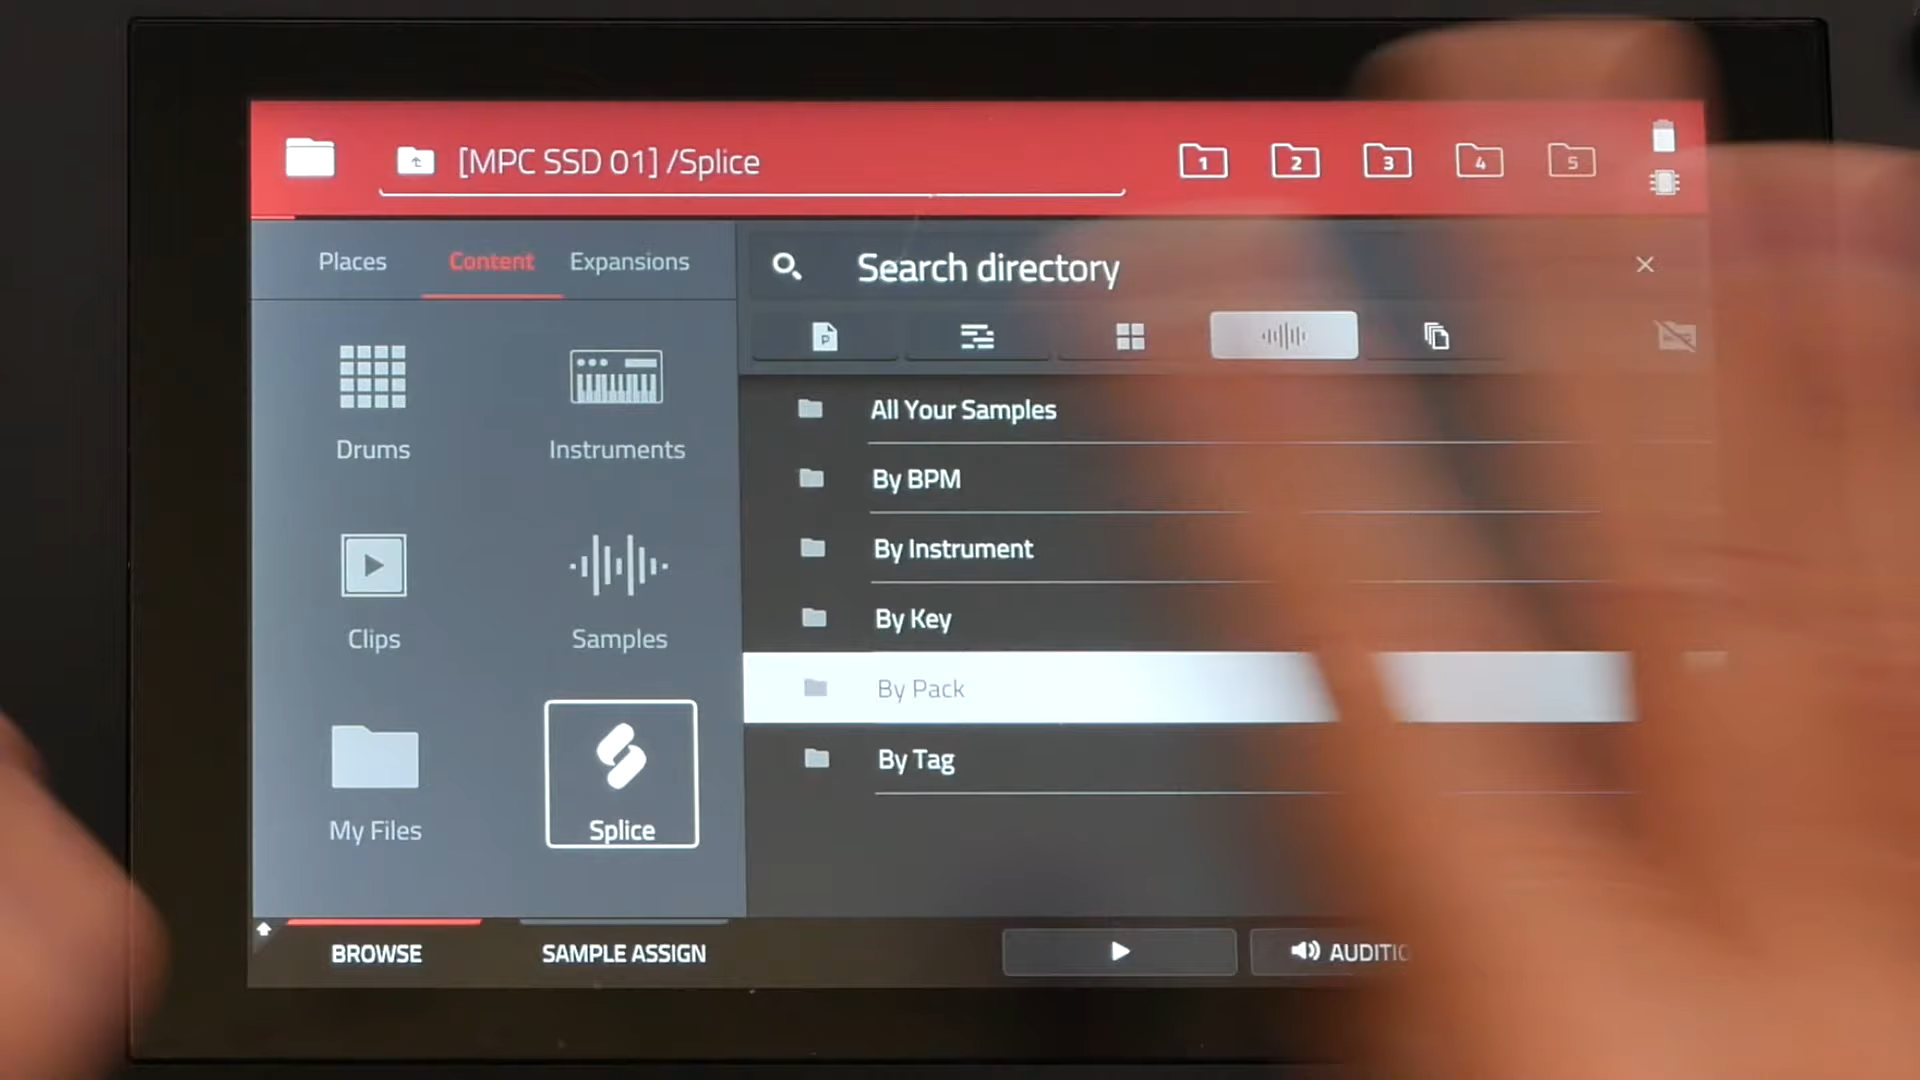 [MPC SSD 01] /Splice
1 2 3 4 5
Places Content Expansions
Search directory
P
Drums Instruments
Clips Samples
My Files Splice
All Your Samples
By BPM
By Instrument
By Key
By Pack
By Tag
BROWSE SAMPLE ASSIGN